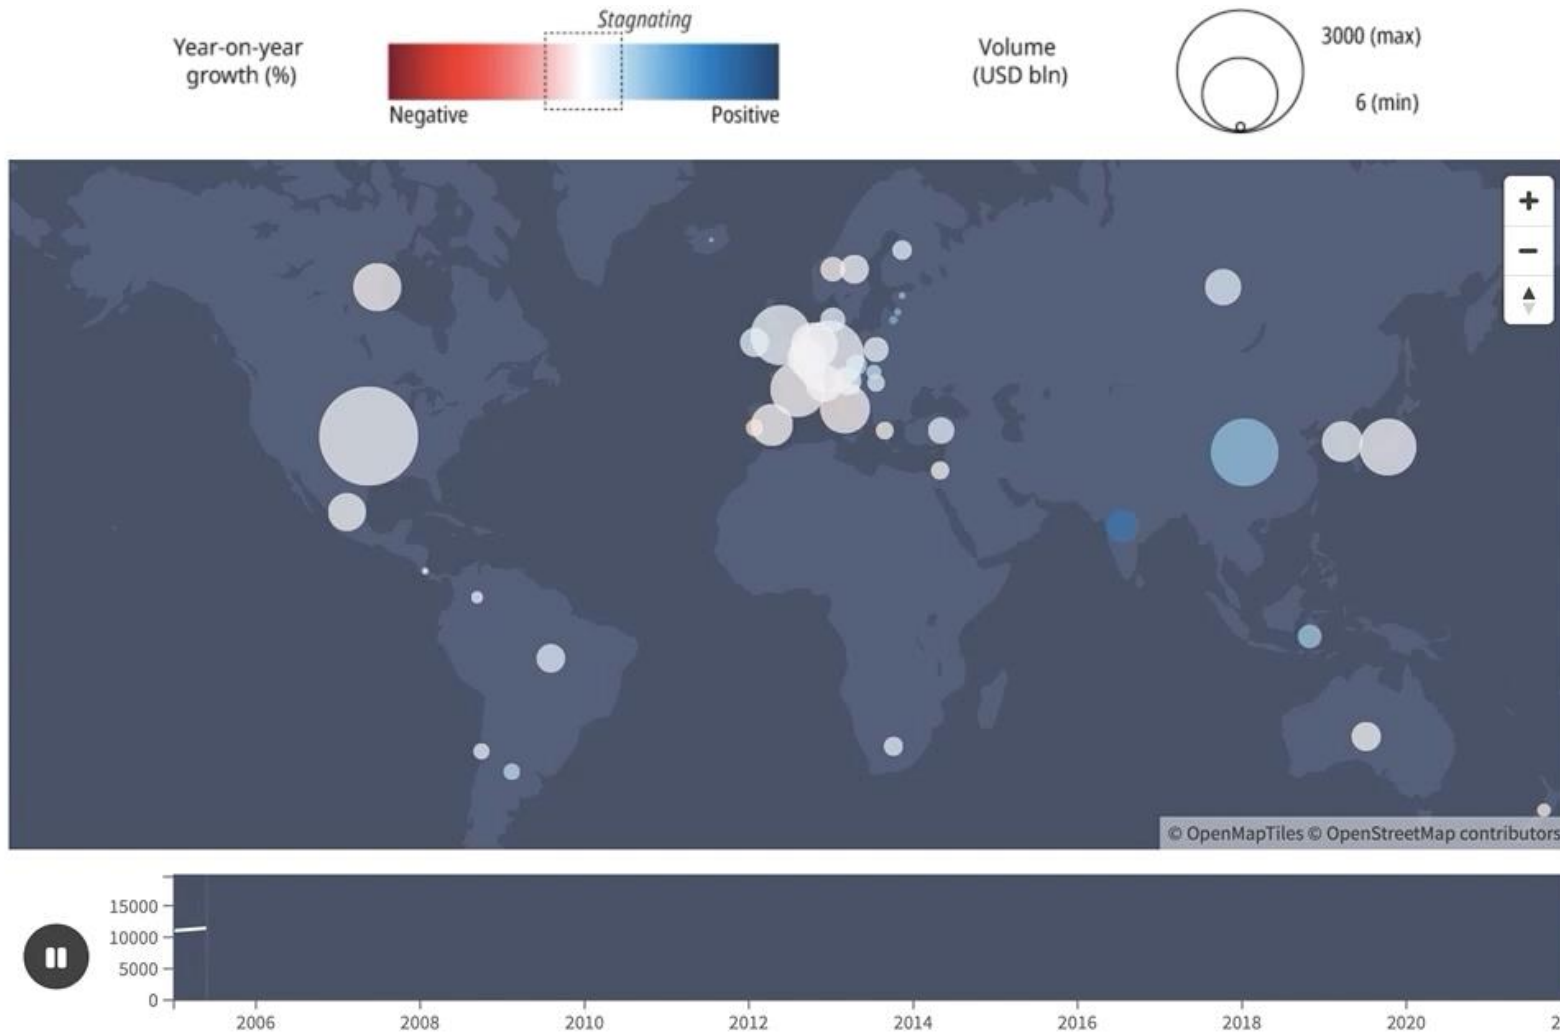 Stagnating
Year-on-year
growth (%)
Negative
Positive
Volume
(USD bln)
3000 (max)
6 (min)
© OpenMapTiles © OpenStreetMap contributors
15000
10000
5000
0
2006
2008
2010
2012
2014
2016
2018
2020